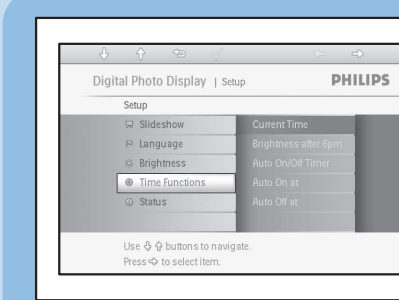 Digital Photo Display | Setup
PHILIPS
Setup
Slideshow
Language
Brightness
Time Functions
Status
Current Time
Brightness after 6pm
Auto On/Off Timer
Auto On at
Auto Off at
Use buttons to navigate.
Press to select item.